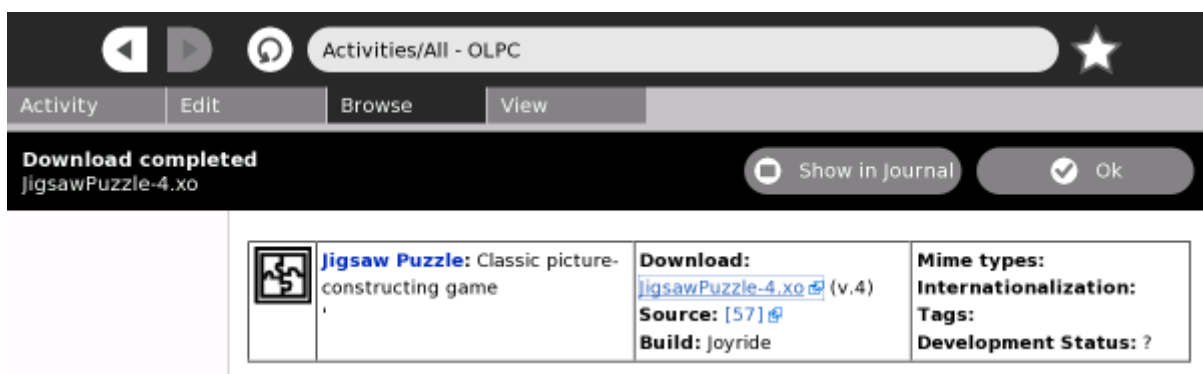 Activities/All - OLPC
Activity Edit Browse View
Download completed
JigsawPuzzle-4.xo
Show in Journal Ok
Jigsaw Puzzle: Classic picture-
constructing game
'
Download:
JigsawPuzzle-4.xo (v.4)
Source: [57]
Build: Joyride
Mime types:
Internationalization:
Tags:
Development Status: ?